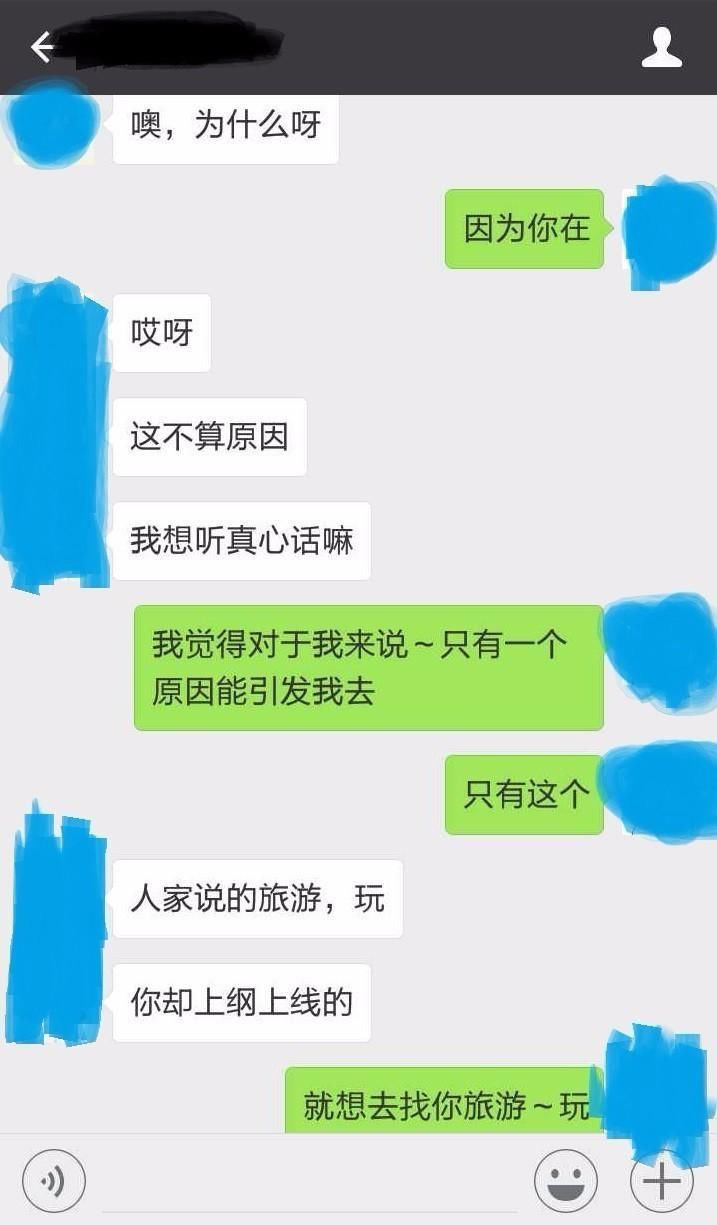 噢，为什么呀
因为你在
哎呀
这不算原因
我想听真心话嘛
我觉得对于我来说～只有一个
原因能引发我去
只有这个
人家说的旅游，玩
你却上纲上线的
就想去找你旅游～玩